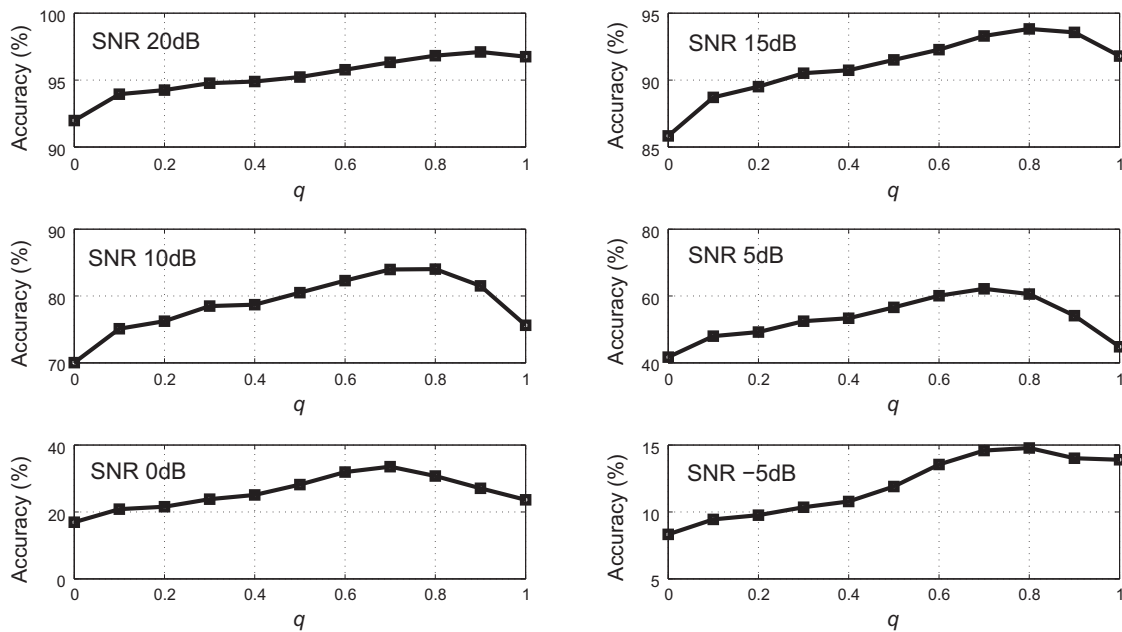 100
95
90
Accuracy (%)
SNR 20dB
0 0.2 0.4 0.6 0.8 1
q
95
90
85
Accuracy (%)
SNR 15dB
0 0.2 0.4 0.6 0.8 1
q
90
80
70
Accuracy (%)
SNR 10dB
0 0.2 0.4 0.6 0.8 1
q
80
60
40
Accuracy (%)
SNR 5dB
0 0.2 0.4 0.6 0.8 1
q
40
20
0
Accuracy (%)
SNR 0dB
0 0.2 0.4 0.6 0.8 1
q
15
10
5
Accuracy (%)
SNR −5dB
0 0.2 0.4 0.6 0.8 1
q